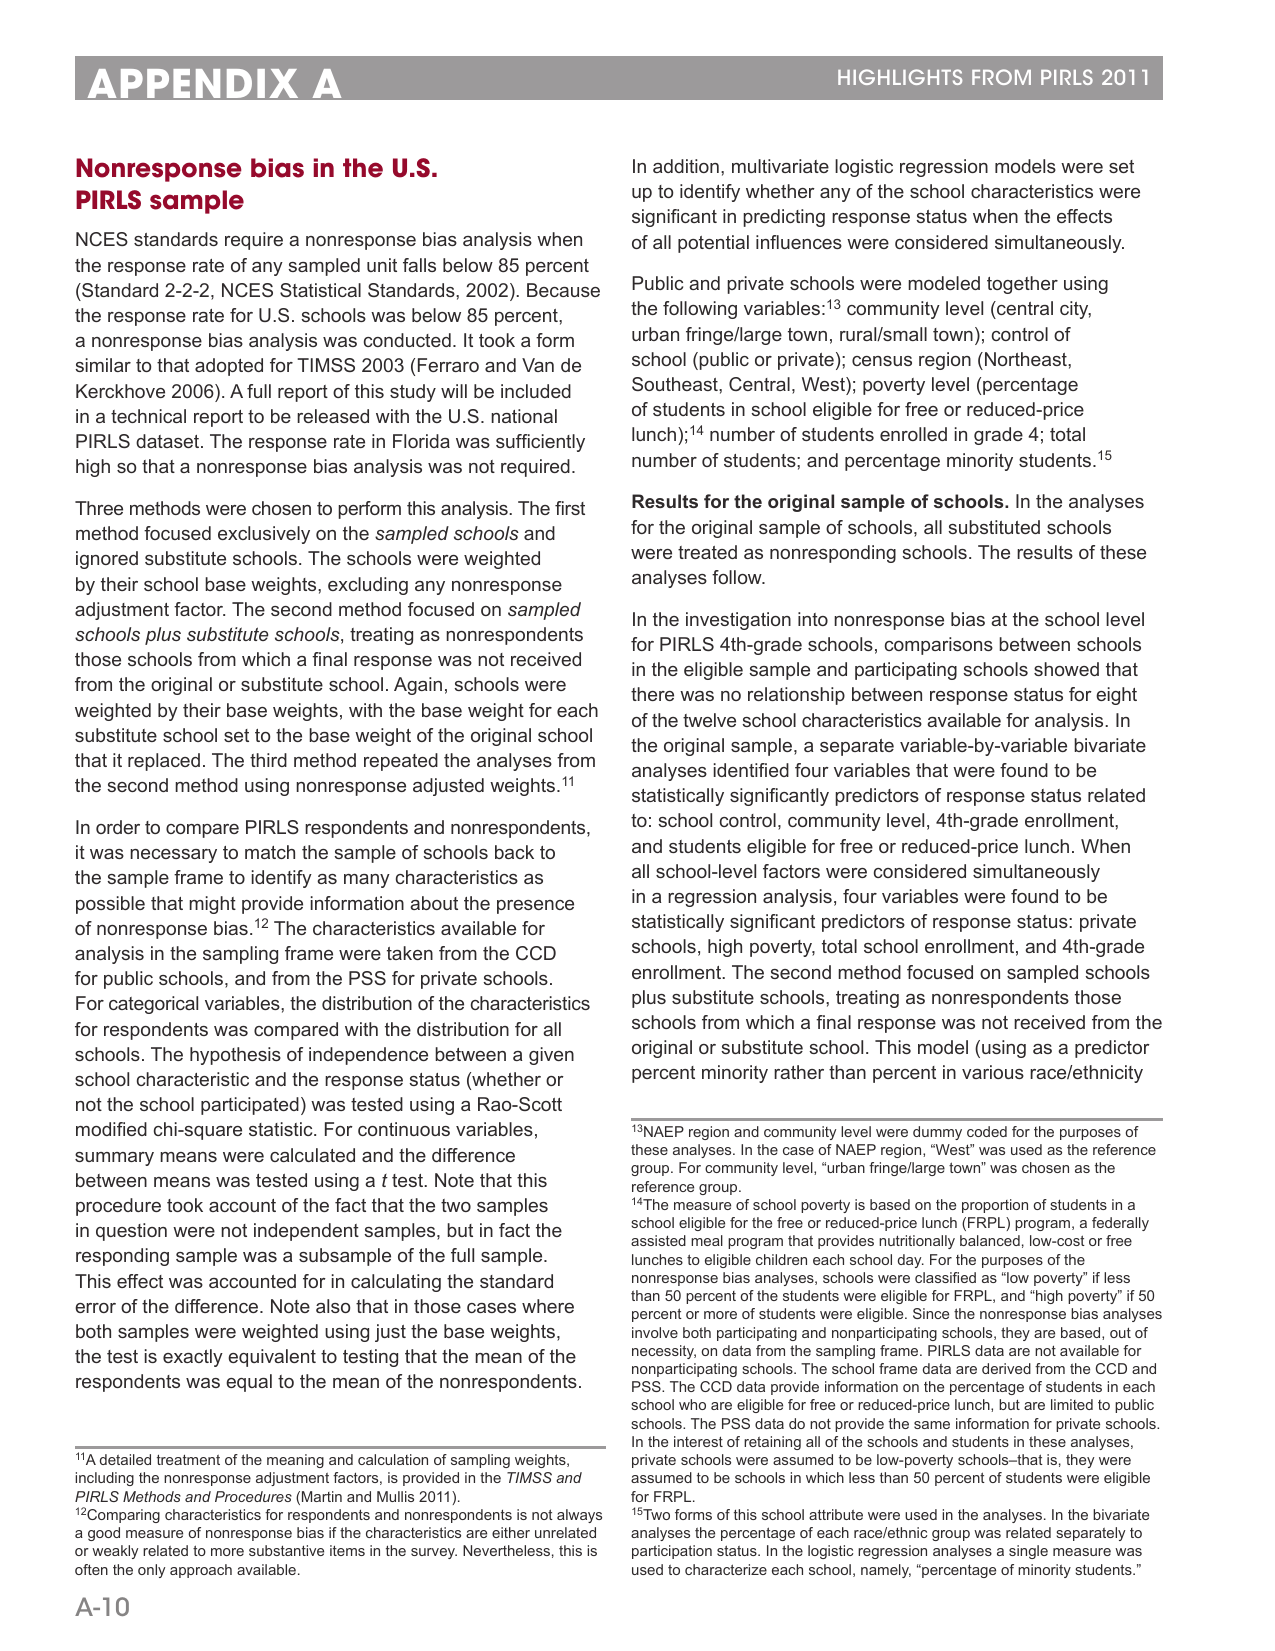 APPENDIX A
HIGHLIGHTS FROM PIRLS 2011
Nonresponse bias in the U.S.
PIRLS sample
NCES standards require a nonresponse bias analysis when
the response rate of any sampled unit falls below 85 percent
(Standard 2-2-2, NCES Statistical Standards, 2002). Because
the response rate for U.S. schools was below 85 percent,
a nonresponse bias analysis was conducted. It took a form
similar to that adopted for TIMSS 2003 (Ferraro and Van de
Kerckhove 2006). A full report of this study will be included
in a technical report to be released with the U.S. national
PIRLS dataset. The response rate in Florida was sufficiently
high so that a nonresponse bias analysis was not required.
Three methods were chosen to perform this analysis. The first
method focused exclusively on the sampled schools and
ignored substitute schools. The schools were weighted
by their school base weights, excluding any nonresponse
adjustment factor. The second method focused on sampled
schools plus substitute schools, treating as nonrespondents
those schools from which a final response was not received
from the original or substitute school. Again, schools were
weighted by their base weights, with the base weight for each
substitute school set to the base weight of the original school
that it replaced. The third method repeated the analyses from
the second method using nonresponse adjusted weights.11
In order to compare PIRLS respondents and nonrespondents,
it was necessary to match the sample of schools back to
the sample frame to identify as many characteristics as
possible that might provide information about the presence
of nonresponse bias.12 The characteristics available for
analysis in the sampling frame were taken from the CCD
for public schools, and from the PSS for private schools.
For categorical variables, the distribution of the characteristics
for respondents was compared with the distribution for all
schools. The hypothesis of independence between a given
school characteristic and the response status (whether or
not the school participated) was tested using a Rao-Scott
modified chi-square statistic. For continuous variables,
summary means were calculated and the difference
between means was tested using a t test. Note that this
procedure took account of the fact that the two samples
in question were not independent samples, but in fact the
responding sample was a subsample of the full sample.
This effect was accounted for in calculating the standard
error of the difference. Note also that in those cases where
both samples were weighted using just the base weights,
the test is exactly equivalent to testing that the mean of the
respondents was equal to the mean of the nonrespondents.
11A detailed treatment of the meaning and calculation of sampling weights,
including the nonresponse adjustment factors, is provided in the TIMSS and
PIRLS Methods and Procedures (Martin and Mullis 2011).
12Comparing characteristics for respondents and nonrespondents is not always
a good measure of nonresponse bias if the characteristics are either unrelated
or weakly related to more substantive items in the survey. Nevertheless, this is
often the only approach available.
In addition, multivariate logistic regression models were set
up to identify whether any of the school characteristics were
significant in predicting response status when the effects
of all potential influences were considered simultaneously.
Public and private schools were modeled together using
the following variables:13 community level (central city,
urban fringe/large town, rural/small town); control of
school (public or private); census region (Northeast,
Southeast, Central, West); poverty level (percentage
of students in school eligible for free or reduced-price
lunch);14 number of students enrolled in grade 4; total
number of students; and percentage minority students.15
Results for the original sample of schools. In the analyses
for the original sample of schools, all substituted schools
were treated as nonresponding schools. The results of these
analyses follow.
In the investigation into nonresponse bias at the school level
for PIRLS 4th-grade schools, comparisons between schools
in the eligible sample and participating schools showed that
there was no relationship between response status for eight
of the twelve school characteristics available for analysis. In
the original sample, a separate variable-by-variable bivariate
analyses identified four variables that were found to be
statistically significantly predictors of response status related
to: school control, community level, 4th-grade enrollment,
and students eligible for free or reduced-price lunch. When
all school-level factors were considered simultaneously
in a regression analysis, four variables were found to be
statistically significant predictors of response status: private
schools, high poverty, total school enrollment, and 4th-grade
enrollment. The second method focused on sampled schools
plus substitute schools, treating as nonrespondents those
schools from which a final response was not received from the
original or substitute school. This model (using as a predictor
percent minority rather than percent in various race/ethnicity
13NAEP region and community level were dummy coded for the purposes of
these analyses. In the case of NAEP region, “West” was used as the reference
group. For community level, “urban fringe/large town” was chosen as the
reference group.
14The measure of school poverty is based on the proportion of students in a
school eligible for the free or reduced-price lunch (FRPL) program, a federally
assisted meal program that provides nutritionally balanced, low-cost or free
lunches to eligible children each school day. For the purposes of the
nonresponse bias analyses, schools were classified as “low poverty” if less
than 50 percent of the students were eligible for FRPL, and “high poverty” if 50
percent or more of students were eligible. Since the nonresponse bias analyses
involve both participating and nonparticipating schools, they are based, out of
necessity, on data from the sampling frame. PIRLS data are not available for
nonparticipating schools. The school frame data are derived from the CCD and
PSS. The CCD data provide information on the percentage of students in each
school who are eligible for free or reduced-price lunch, but are limited to public
schools. The PSS data do not provide the same information for private schools.
In the interest of retaining all of the schools and students in these analyses,
private schools were assumed to be low-poverty schools–that is, they were
assumed to be schools in which less than 50 percent of students were eligible
for FRPL.
15Two forms of this school attribute were used in the analyses. In the bivariate
analyses the percentage of each race/ethnic group was related separately to
participation status. In the logistic regression analyses a single measure was
used to characterize each school, namely, “percentage of minority students.”
A-10